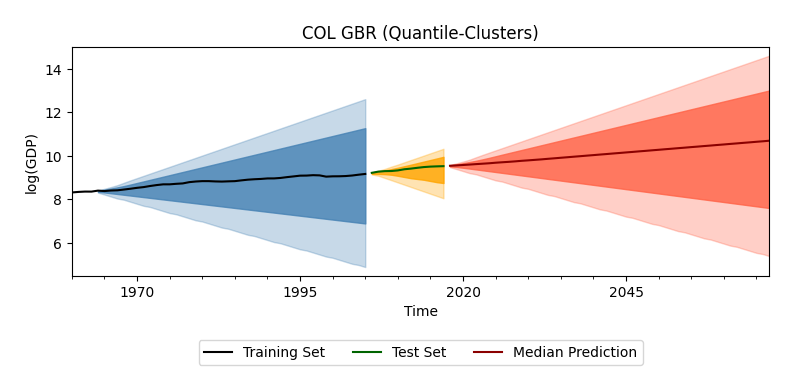 COL GBR (Quantile-Clusters)
14
12
10
8
6
log(GDP)
1970 1995 2020 2045
Time
Training Set Test Set Median Prediction